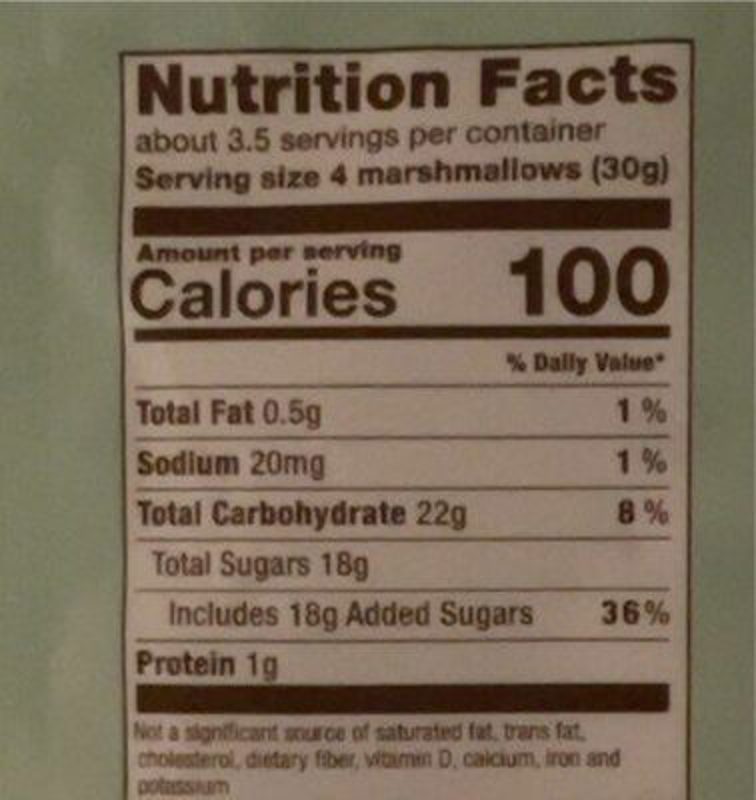 Nutrition Facts
about 3.5 servings per container
Serving size 4 marshmallows (30g)
Amount per serving
Calories 100
% Daily Value*
Total Fat 0.5g 1 %
Sodium 20mg 1 %
Total Carbohydrate 22g 8 %
Total Sugars 18g
Includes 18g Added Sugars 36%
Protein 1g
Not a significant source of saturated fat, trans fat,
cholesterol, dietary fiber, vitamin D, calcium, iron and
potassium